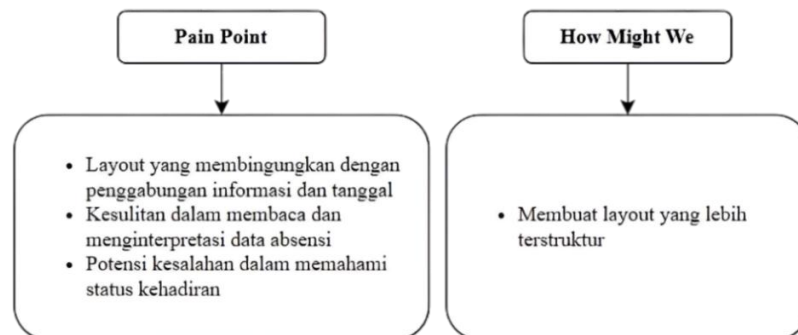 Pain Point
How Might We
• Layout yang membingungkan dengan
penggabungan informasi dan tanggal
• Kesulitan dalam membaca dan
menginterpretasi data absensi
• Potensi kesalahan dalam memahami
status kehadiran
• Membuat layout yang lebih
terstruktur